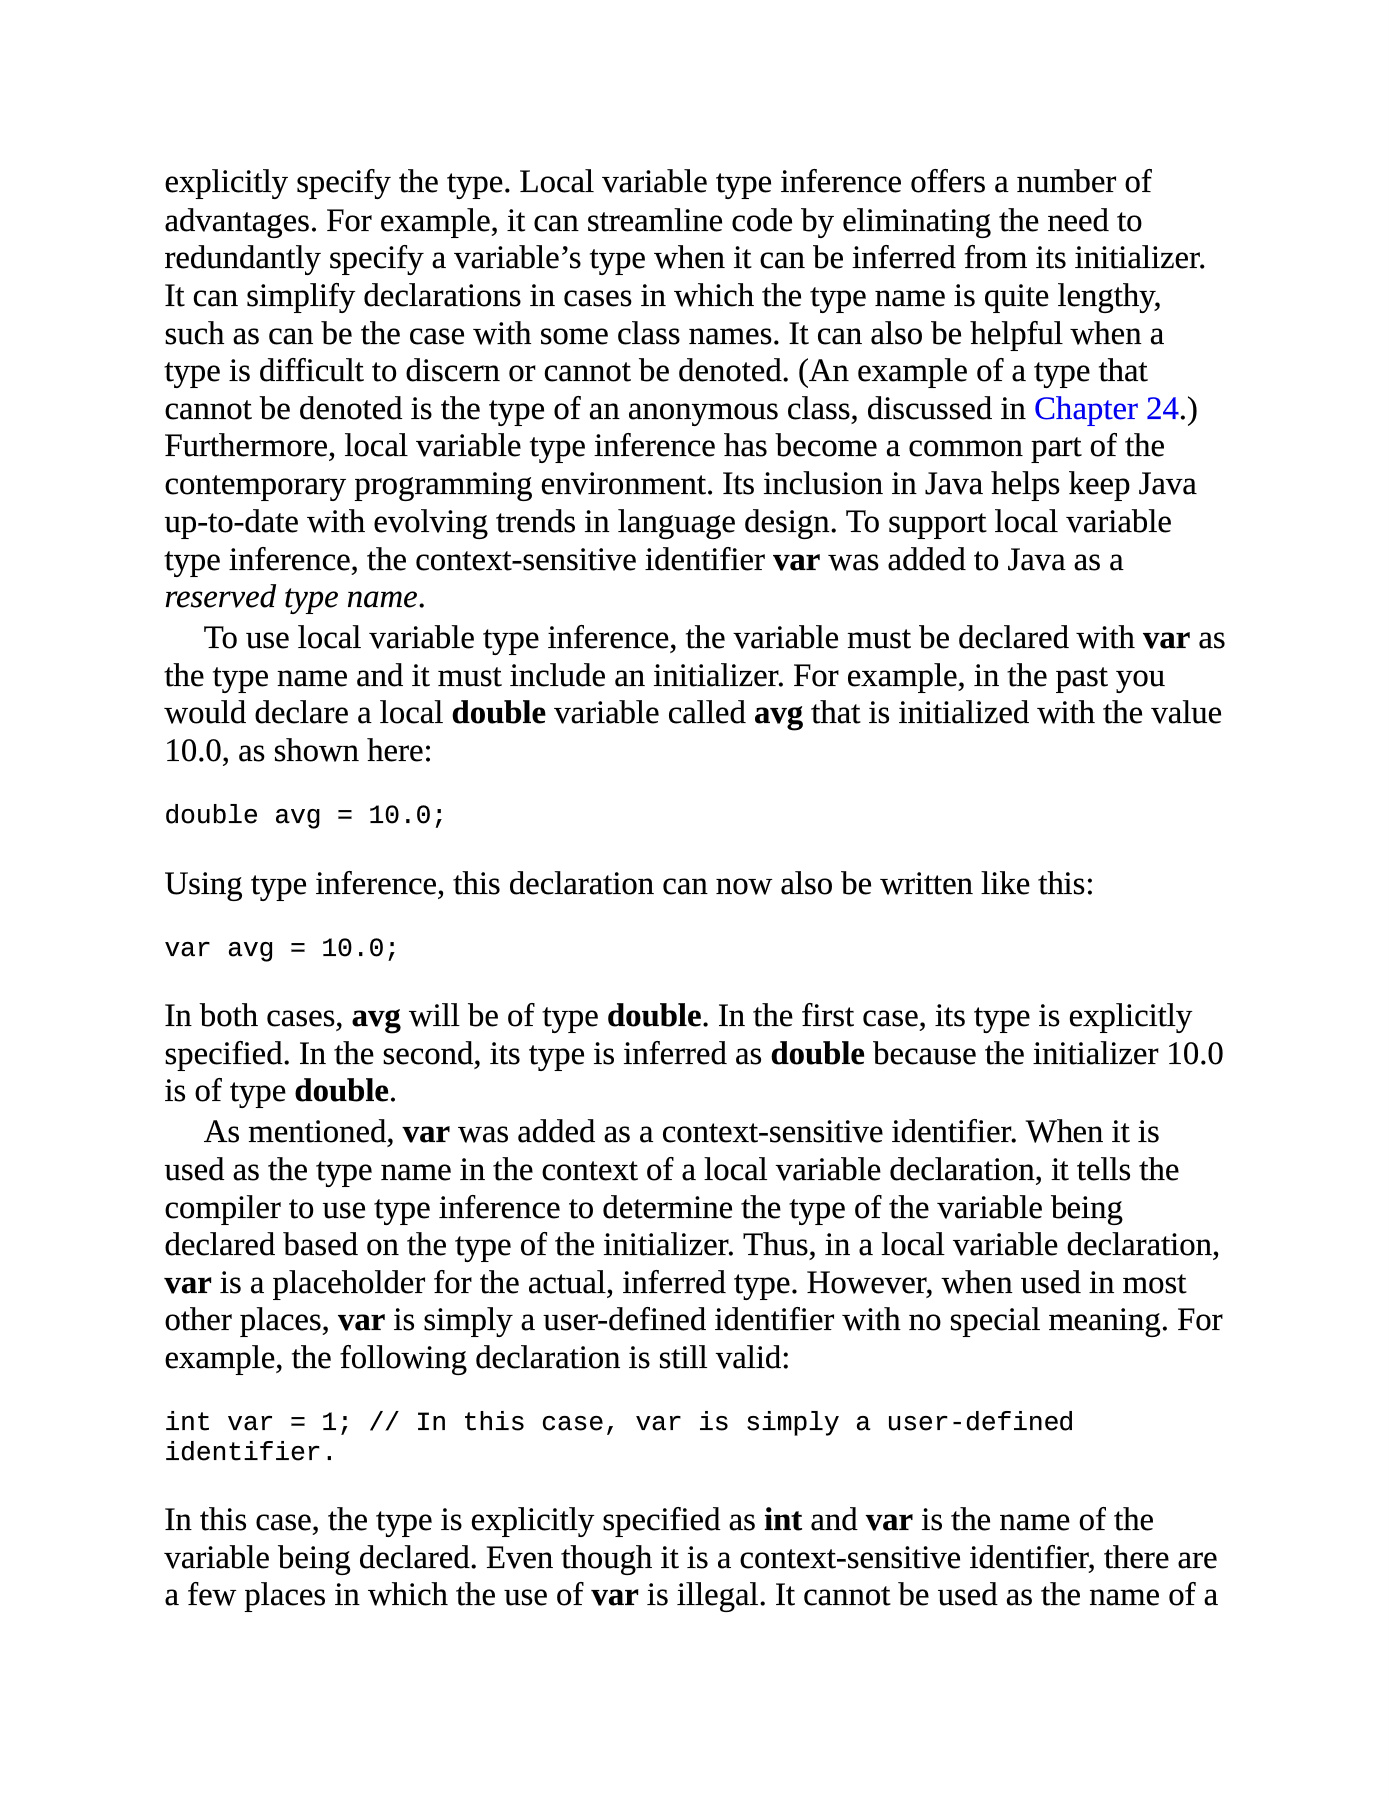 explicitly specify the type. Local variable type inference offers a number of
advantages. For example, it can streamline code by eliminating the need to
redundantly specify a variable’s type when it can be inferred from its initializer.
It can simplify declarations in cases in which the type name is quite lengthy,
such as can be the case with some class names. It can also be helpful when a
type is difficult to discern or cannot be denoted. (An example of a type that
cannot be denoted is the type of an anonymous class, discussed in Chapter 24.)
Furthermore, local variable type inference has become a common part of the
contemporary programming environment. Its inclusion in Java helps keep Java
up-to-date with evolving trends in language design. To support local variable
type inference, the context-sensitive identifier var was added to Java as a
reserved type name.
To use local variable type inference, the variable must be declared with var as
the type name and it must include an initializer. For example, in the past you
would declare a local double variable called avg that is initialized with the value
10.0, as shown here:
double avg = 10.0;
Using type inference, this declaration can now also be written like this:
var avg = 10.0;
In both cases, avg will be of type double. In the first case, its type is explicitly
specified. In the second, its type is inferred as double because the initializer 10.0
is of type double.
As mentioned, var was added as a context-sensitive identifier. When it is
used as the type name in the context of a local variable declaration, it tells the
compiler to use type inference to determine the type of the variable being
declared based on the type of the initializer. Thus, in a local variable declaration,
var is a placeholder for the actual, inferred type. However, when used in most
other places, var is simply a user-defined identifier with no special meaning. For
example, the following declaration is still valid:
int var = 1; // In this case, var is simply a user-defined
identifier.
In this case, the type is explicitly specified as int and var is the name of the
variable being declared. Even though it is a context-sensitive identifier, there are
a few places in which the use of var is illegal. It cannot be used as the name of a